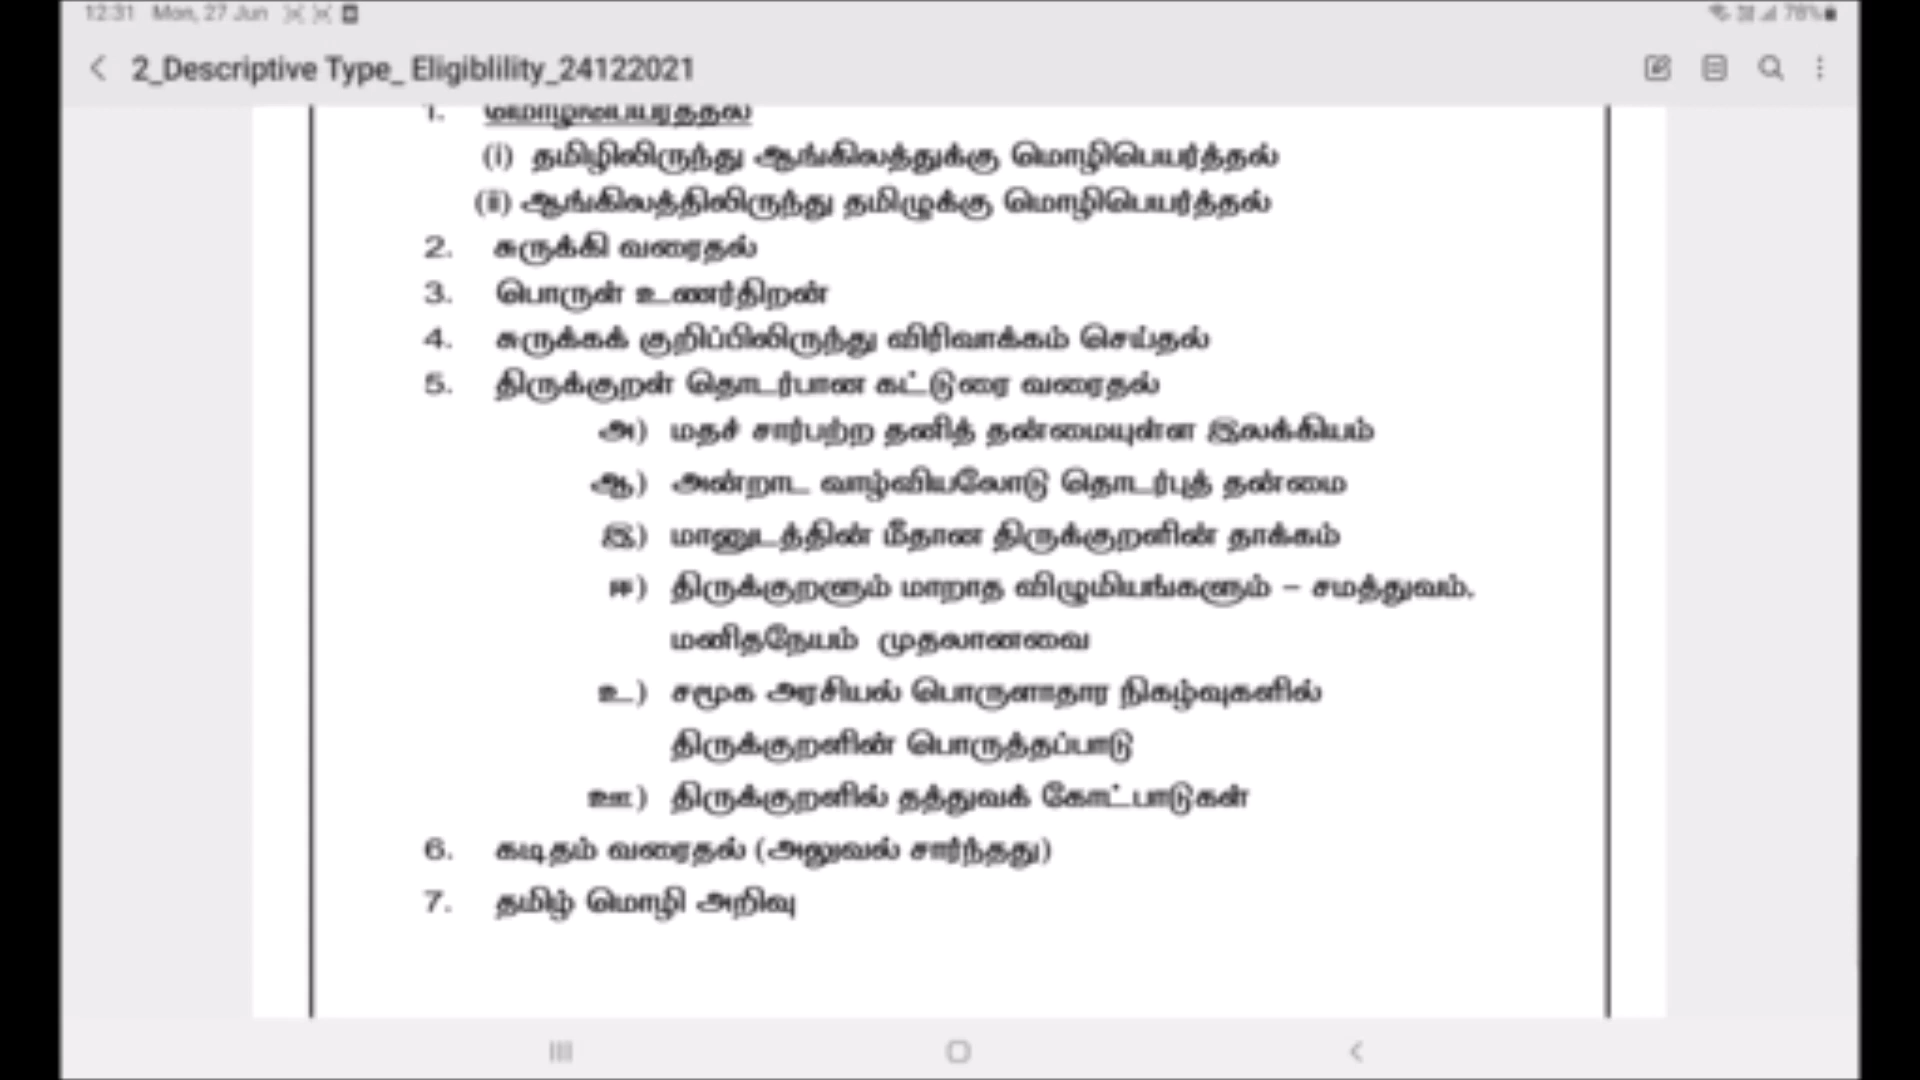 12:31 Mon, 27 Jun 78%
2_Descriptive Type_ Eligiblility_24122021
1. மொழிபெயர்த்தல்
(i) தமிழிலிருந்து ஆங்கிலத்துக்கு மொழிபெயர்த்தல்
(ii) ஆங்கிலத்திலிருந்து தமிழுக்கு மொழிபெயர்த்தல்
2. சுருக்கி வரைதல்
3. பொருள் உணர்திறன்
4. சுருக்கக் குறிப்பிலிருந்து விரிவாக்கம் செய்தல்
5. திருக்குறள் தொடர்பான கட்டுரை வரைதல்
அ) மதச் சார்பற்ற தனித் தன்மையுள்ள இலக்கியம்
ஆ) அன்றாட வாழ்வியலோடு தொடர்புத் தன்மை
இ) மானுடத்தின் மீதான திருக்குறளின் தாக்கம்
ஈ) திருக்குறளும் மாறாத விழுமியங்களும் – சமத்துவம்,
மனிதநேயம் முதலானவை
உ) சமூக அரசியல் பொருளாதார நிகழ்வுகளில்
திருக்குறளின் பொருத்தப்பாடு
ஊ) திருக்குறளில் தத்துவக் கோட்பாடுகள்
6. கடிதம் வரைதல் (அலுவல் சார்ந்தது)
7. தமிழ் மொழி அறிவு